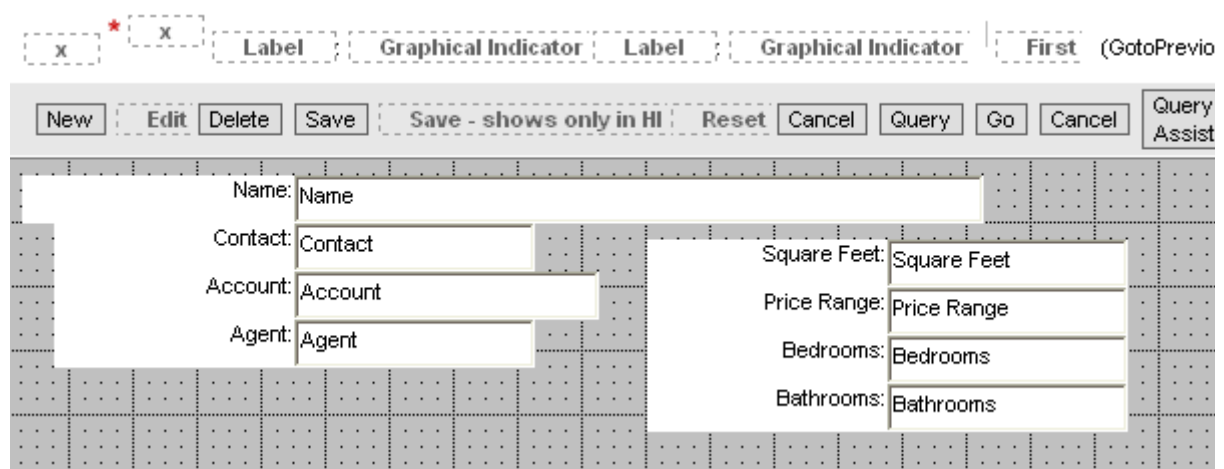 x * x Label : Graphical Indicator Label : Graphical Indicator First (GotoPrevio
New Edit Delete Save Save - shows only in HI Reset Cancel Query Go Cancel Query Assist
Name: Name
Contact: Contact
Account: Account
Agent: Agent
Square Feet: Square Feet
Price Range: Price Range
Bedrooms: Bedrooms
Bathrooms: Bathrooms